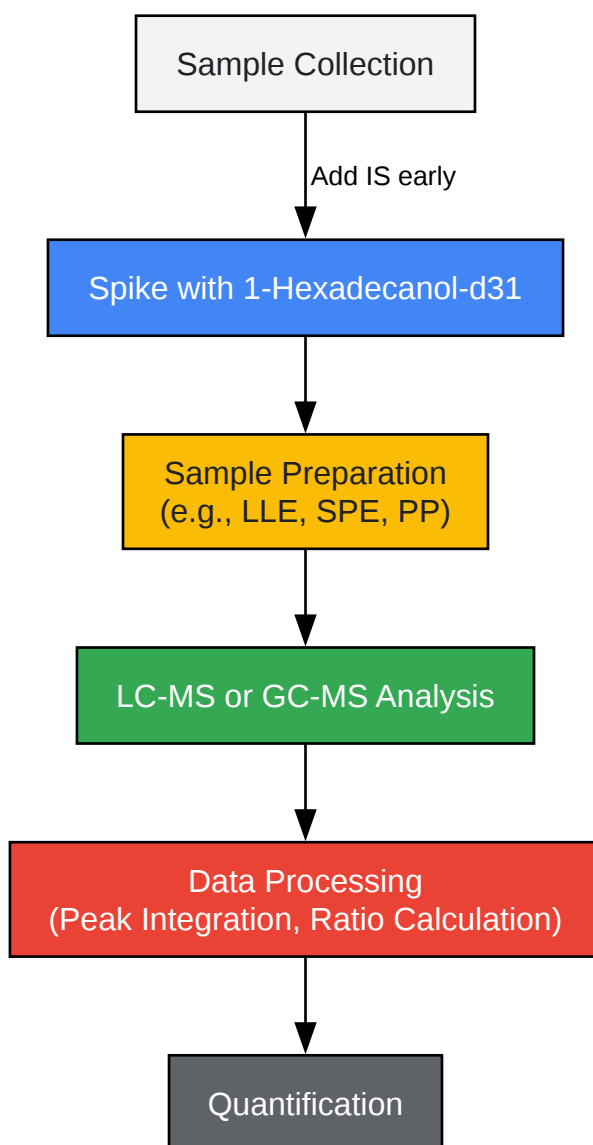 Sample Collection
Add IS early
Spike with 1-Hexadecanol-d31
Sample Preparation
(e.g., LLE, SPE, PP)
LC-MS or GC-MS Analysis
Data Processing
(Peak Integration, Ratio Calculation)
Quantification